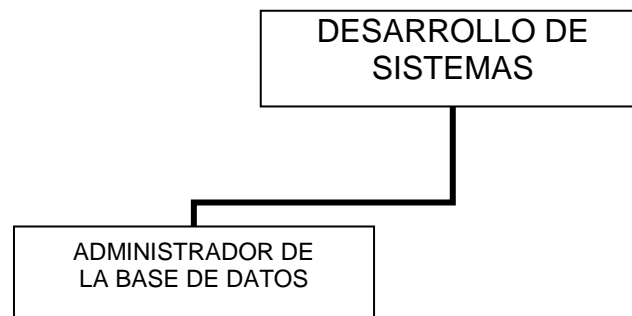 DESARROLLO DE
SISTEMAS
ADMINISTRADOR DE
LA BASE DE DATOS